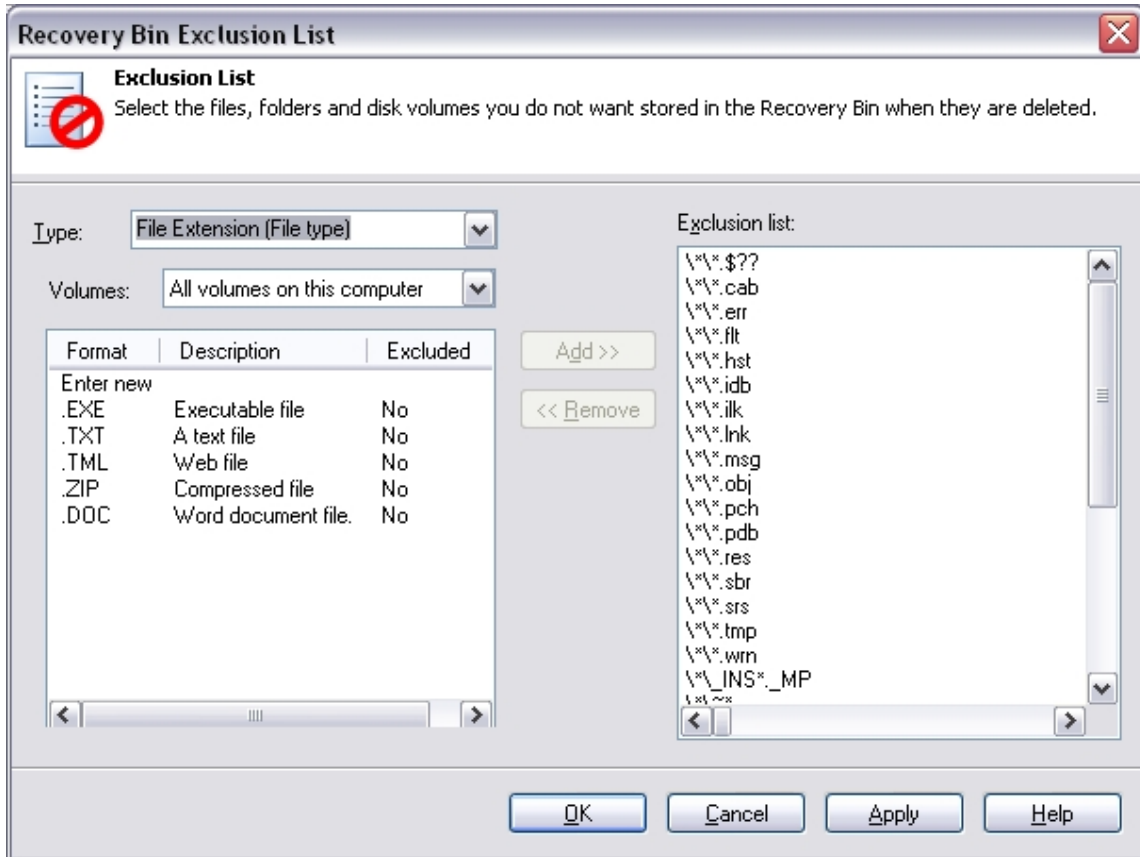 Recovery Bin Exclusion List
Exclusion List
Select the files, folders and disk volumes you do not want stored in the Recovery Bin when they are deleted.
Type: File Extension (File type)
Volumes: All volumes on this computer
Format Description Excluded
Enter new
.EXE Executable file No
.TXT A text file No
.TML Web file No
.ZIP Compressed file No
.DOC Word document file. No
Add >>
<< Remove
Exclusion list:
\*\*.$??
\*\*.cab
\*\*.err
\*\*.flt
\*\*.hst
\*\*.idb
\*\*.ilk
\*\*.lnk
\*\*.msg
\*\*.obj
\*\*.pch
\*\*.pdb
\*\*.res
\*\*.sbr
\*\*.srs
\*\*.tmp
\*\*.wrn
\*\_INS*._MP
OK Cancel Apply Help